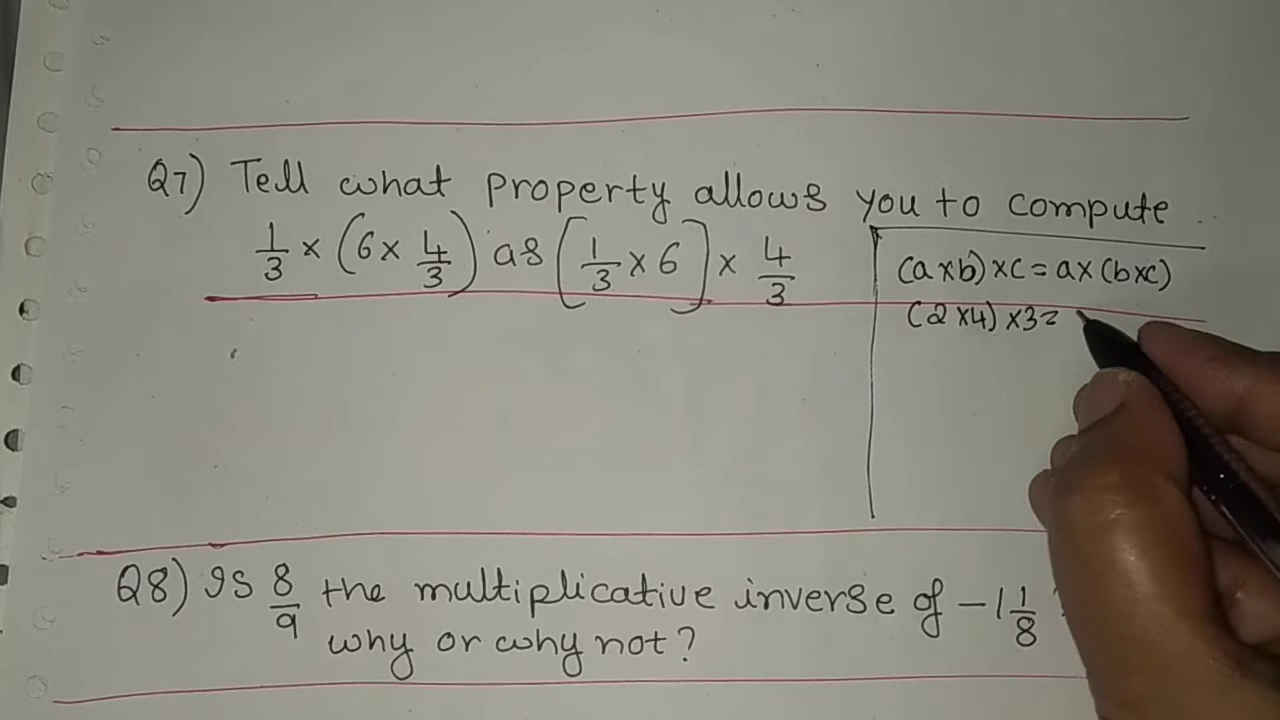 Q7) Tell what property allows you to compute
1/3 × (6 × 4/3) as (1/3 × 6) × 4/3
(a×b)×c = a×(b×c)
(2×4)×3=
Q8) Is 8/9 the multiplicative inverse of -1 1/8
why or why not?